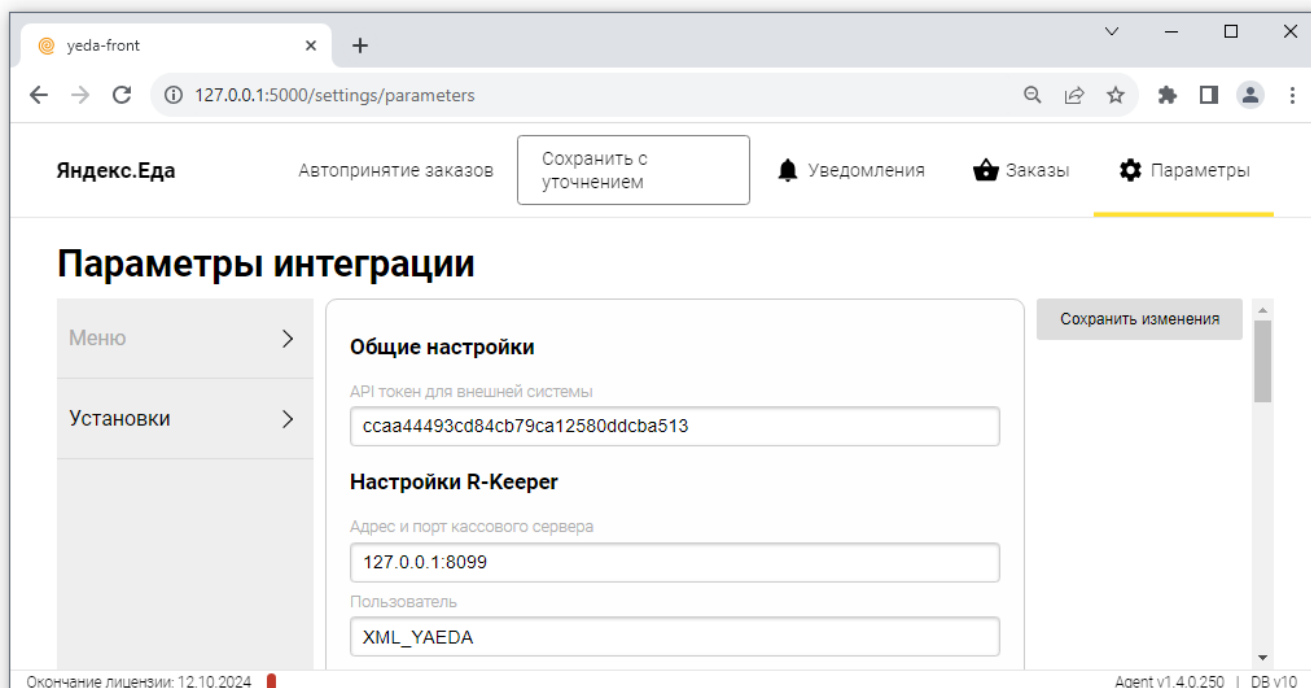 yeda-front
127.0.0.1:5000/settings/parameters
Яндекс.Еда
Автопринятие заказов
Сохранить с
уточнением
Уведомления
Заказы
Параметры
Параметры интеграции
Меню
Установки
Общие настройки
API токен для внешней системы
ccaa44493cd84cb79ca12580ddcba513
Настройки R-Keeper
Адрес и порт кассового сервера
127.0.0.1:8099
Пользователь
XML_YAEDA
Сохранить изменения
Окончание лицензии: 12.10.2024
Agent v1.4.0.250 | DB v10